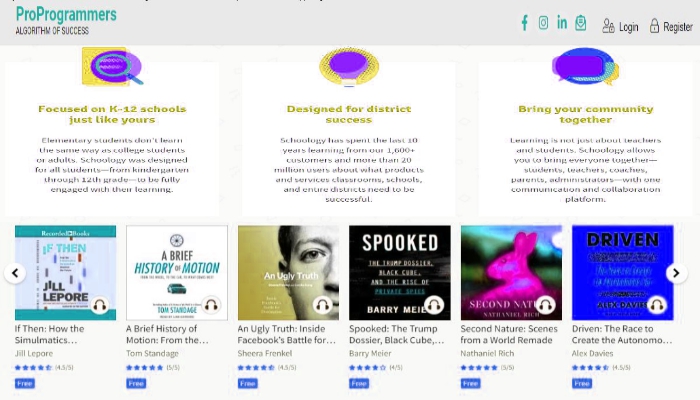 ProProgrammers
ALGORITHM OF SUCCESS
Login
Register
Focused on K-12 schools
just like yours
Elementary students don't learn
the same way as college students
or adults. Schoology was designed
for all students—from kindergarten
through 12th grade—to be fully
engaged with their learning.
Designed for district
success
Schoology has spent the last 10
years learning from our 1,600+
customers and more than 20
million users about what products
and services classrooms, schools,
and entire districts need to be
successful.
Bring your community
together
Learning is not just about teachers
and students. Schoology allows
you to bring everyone together—
students, teachers, coaches,
parents, administrators—with one
communication and collaboration
platform.
Recorded Books
IF THEN
JILL
LEPORE
A BRIEF
HISTORY OF MOTION
TOM STANDAGE
An Ugly Truth
SPOOKED
THE TRUMP DOSSIER,
BLACK CUBE,
AND THE RISE OF
PRIVATE SPIES
BARRY MEIER
SECOND NATURE
NATHANIEL RICH
DRIVEN
ALEX DAVIES
If Then: How the
Simulmatics...
Jill Lepore
(4.5/5)
Free
A Brief History of
Motion: From the...
Tom Standage
(5/5)
Free
An Ugly Truth: Inside
Facebook's Battle for...
Sheera Frenkel
(4.5/5)
Free
Spooked: The Trump
Dossier, Black Cube,...
Barry Meier
(4/5)
Free
Second Nature: Scenes
from a World Remade
Nathaniel Rich
(5/5)
Free
Driven: The Race to
Create the Autonomo...
Alex Davies
(4.5/5)
Free